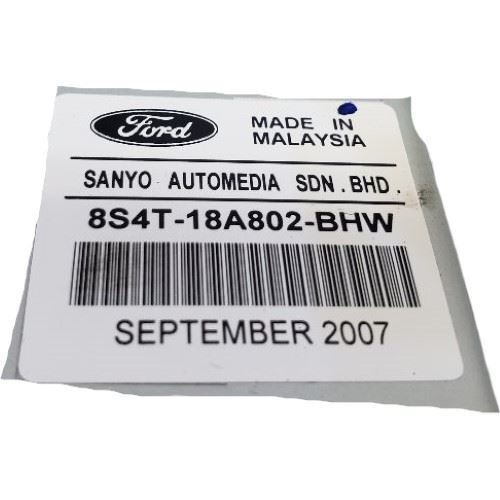 Ford
MADE IN
MALAYSIA
SANYO AUTOMEDIA SDN . BHD .
8S4T-18A802-BHW
SEPTEMBER 2007